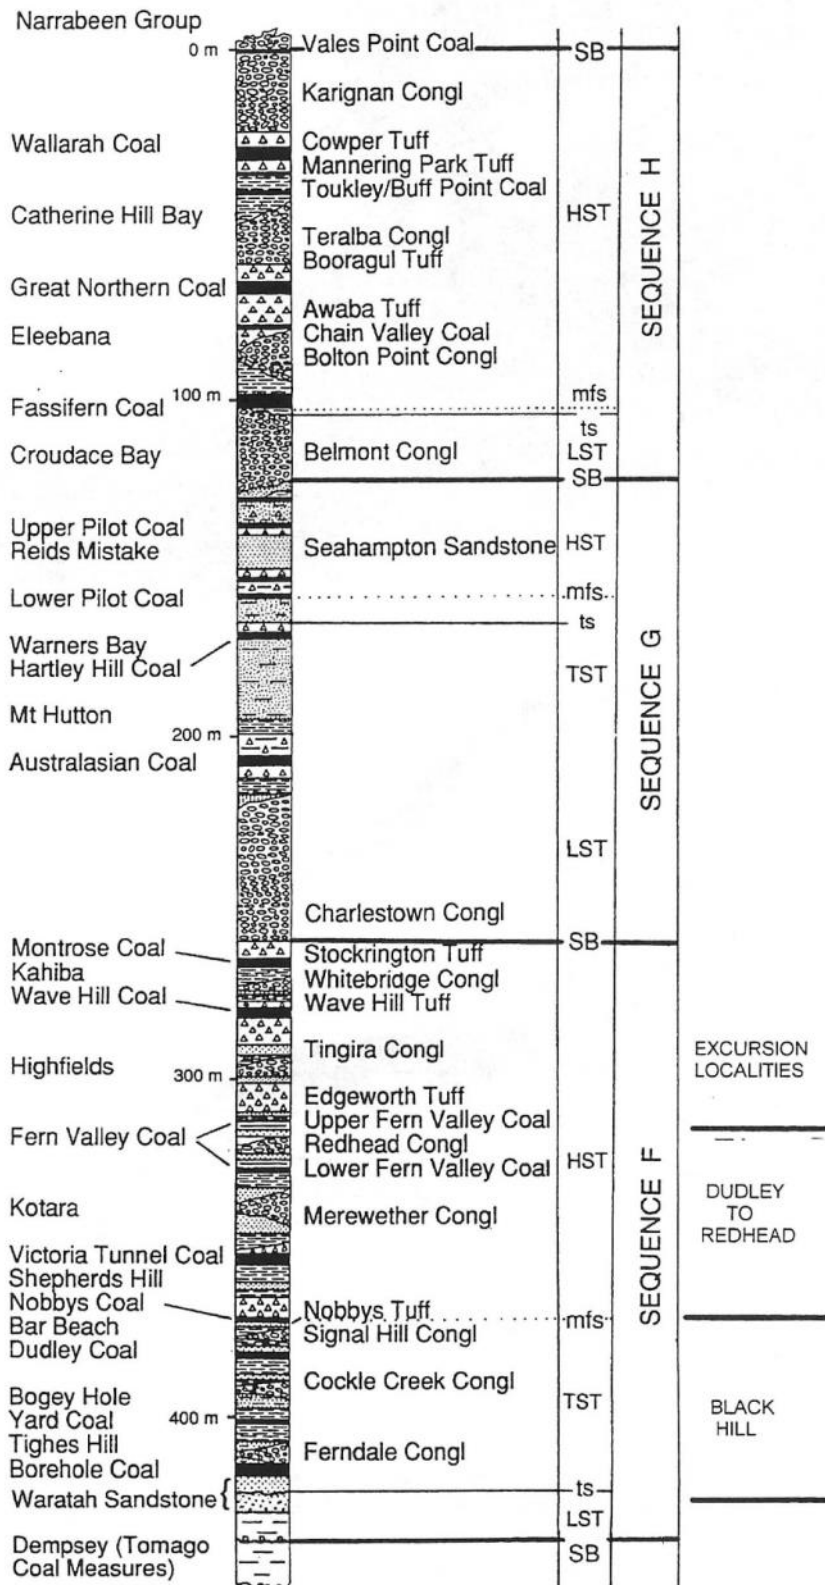 Narrabeen Group
0 m
Vales Point Coal
SB
Karignan Congl
Wallarah Coal
Cowper Tuff
Mannering Park Tuff
Toukley/Buff Point Coal
Catherine Hill Bay
HST
SEQUENCE H
Teralba Congl
Booragul Tuff
Great Northern Coal
Awaba Tuff
Eleebana
Chain Valley Coal
Bolton Point Congl
100 m
mfs
Fassifern Coal
ts
Croudace Bay
Belmont Congl
LST
SB
Upper Pilot Coal
Reids Mistake
Seahampton Sandstone
HST
Lower Pilot Coal
mfs
ts
Warners Bay
Hartley Hill Coal
TST
SEQUENCE G
Mt Hutton
200 m
Australasian Coal
LST
Charlestown Congl
Montrose Coal
SB
Kahiba
Stockrington Tuff
Whitebridge Congl
Wave Hill Coal
Wave Hill Tuff
Tingira Congl
EXCURSION
LOCALITIES
Highfields
300 m
Edgeworth Tuff
Upper Fern Valley Coal
Fern Valley Coal
Redhead Congl
Lower Fern Valley Coal
HST
SEQUENCE F
DUDLEY
TO
REDHEAD
Kotara
Merewether Congl
Victoria Tunnel Coal
Shepherds Hill
Nobbys Coal
Nobbys Tuff
mfs
Bar Beach
Signal Hill Congl
Dudley Coal
Cockle Creek Congl
Bogey Hole
TST
BLACK
HILL
Yard Coal
400 m
Tighes Hill
Ferndale Congl
Borehole Coal
ts
Waratah Sandstone {
LST
Dempsey (Tomago
Coal Measures)
SB